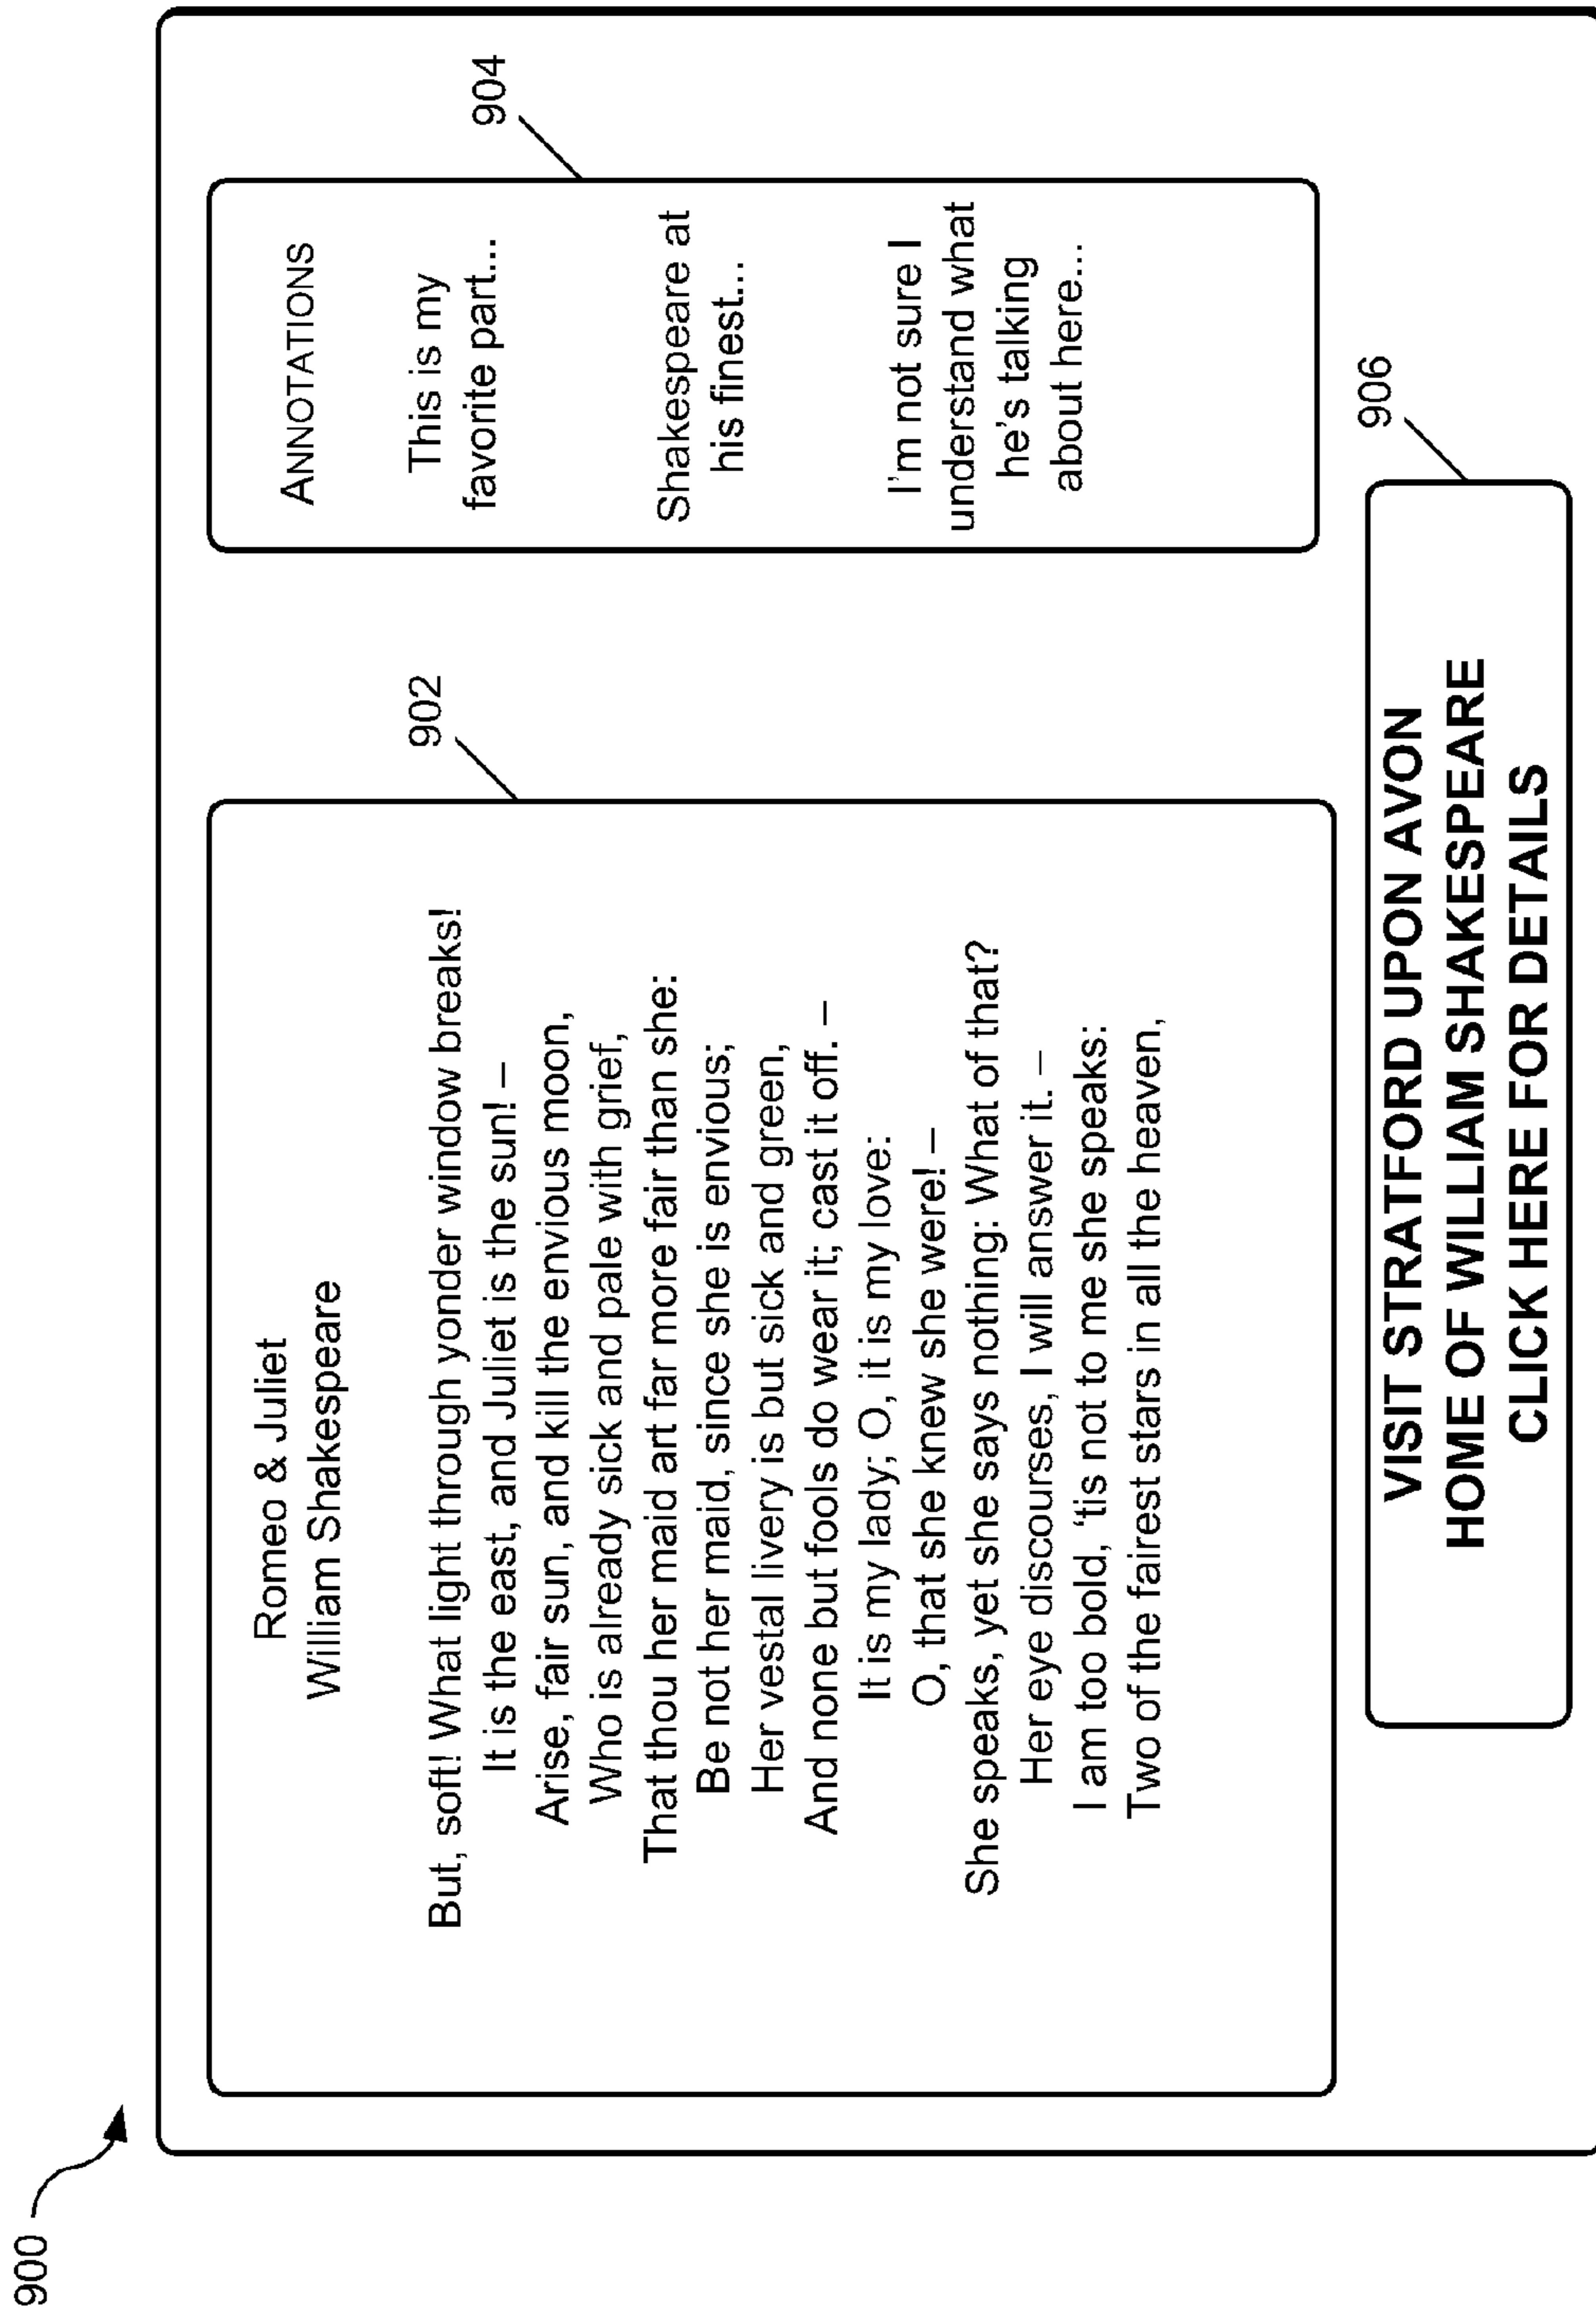 900
Romeo & Juliet
William Shakespeare
But, soft! What light through yonder window breaks!
It is the east, and Juliet is the sun! –
Arise, fair sun, and kill the envious moon,
Who is already sick and pale with grief,
That thou her maid art far more fair than she:
Be not her maid, since she is envious;
Her vestal livery is but sick and green,
And none but fools do wear it; cast it off. –
It is my lady; O, it is my love:
O, that she knew she were! –
She speaks, yet she says nothing: What of that?
Her eye discourses, I will answer it. –
I am too bold, ‘tis not to me she speaks:
Two of the fairest stars in all the heaven,
902
ANNOTATIONS
This is my
favorite part...
Shakespeare at
his finest...
I'm not sure I
understand what
he's talking
about here...
904
VISIT STRATFORD UPON AVON
HOME OF WILLIAM SHAKESPEARE
CLICK HERE FOR DETAILS
906